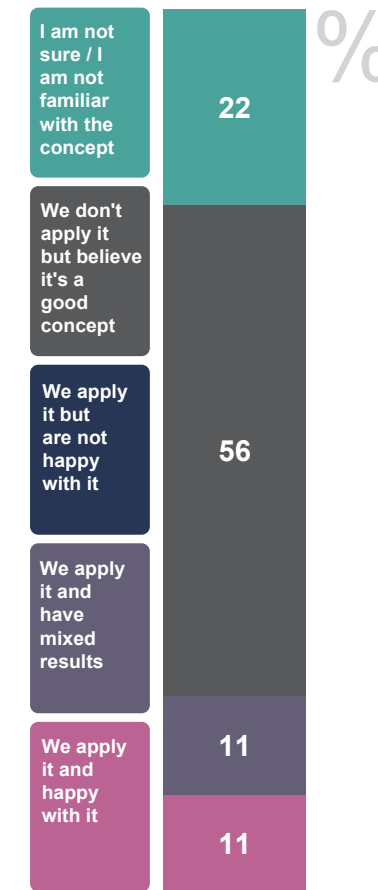 I am not
sure / I
am not
familiar
with the
concept
22
%
We don't
apply it
but believe
it's a
good
concept
We apply
it but
are not
happy
with it
56
We apply
it and
have
mixed
results
11
We apply
it and
happy
with it
11